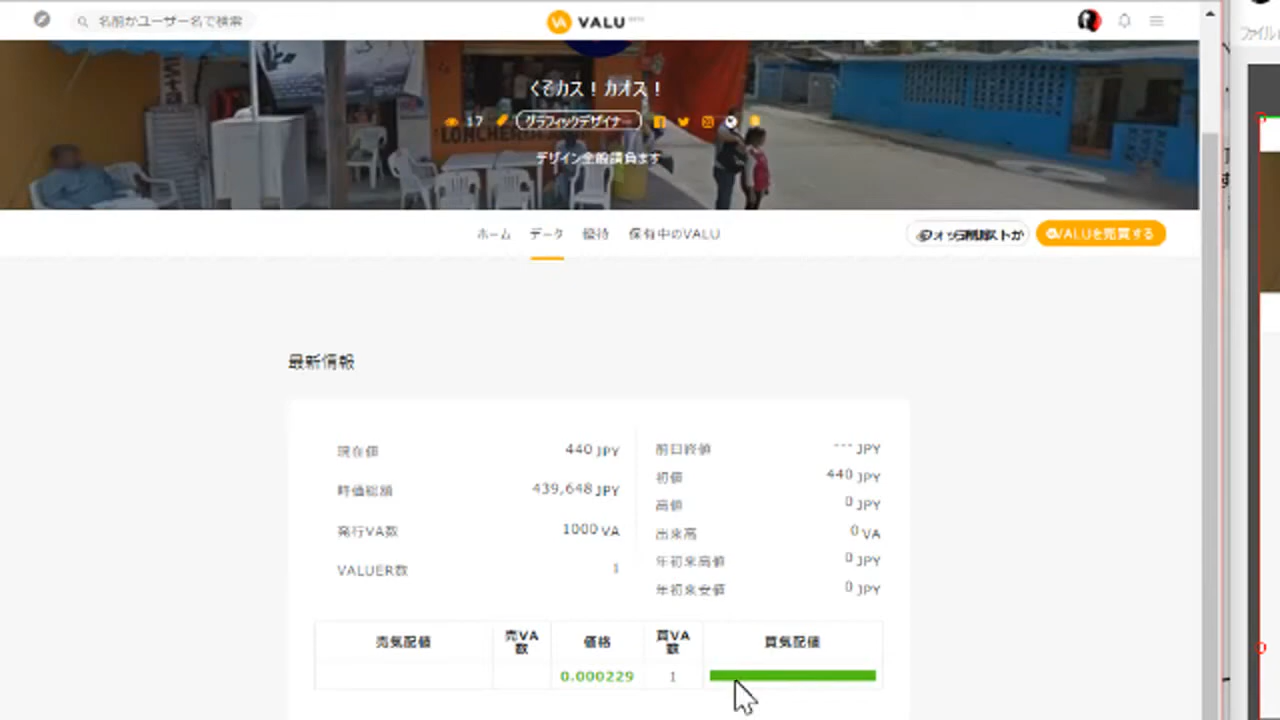 名前かユーザー名で検索
VALU BETA
くそカス！カオス！
17
グラフィックデザイナー
デザイン全般請負ます
LONCHERIA
ホーム データ 優待 保有中のVALU
VALUを売買する
ファイル
最新情報
現在値 440 JPY
時価総額 439,648 JPY
発行VA数 1000 VA
VALUER数 1
前日終値 --- JPY
初値 440 JPY
高値 0 JPY
出来高 0 VA
年初来高値 0 JPY
年初来安値 0 JPY
売気配値 売VA数 価格 買VA数 買気配値
0.000229 1